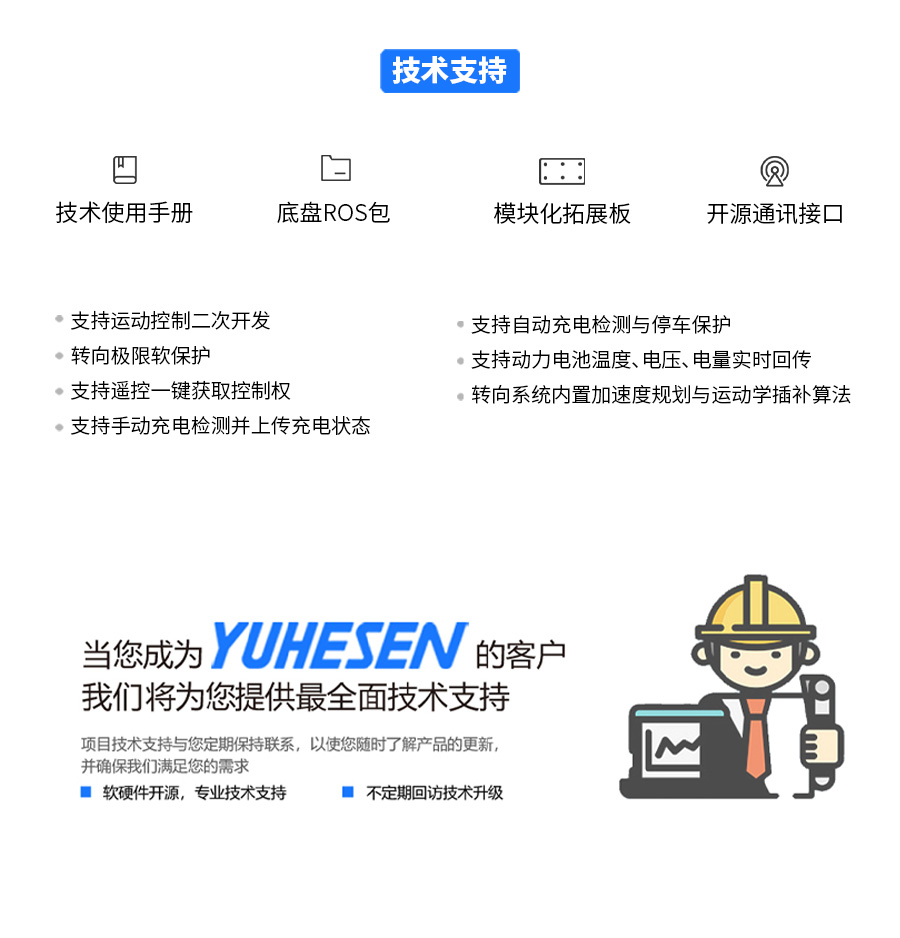 技术支持
技术使用手册
底盘ROS包
模块化拓展板
开源通讯接口
支持运动控制二次开发
转向极限软保护
支持遥控一键获取控制权
支持手动充电检测并上传充电状态
支持自动充电检测与停车保护
支持动力电池温度、电压、电量实时回传
转向系统内置加速度规划与运动学插补算法
当您成为 YUHESEN 的客户
我们将为您提供最全面技术支持
项目技术支持与您定期保持联系，以使您随时了解产品的更新，
并确保我们满足您的需求
软硬件开源，专业技术支持
不定期回访技术升级